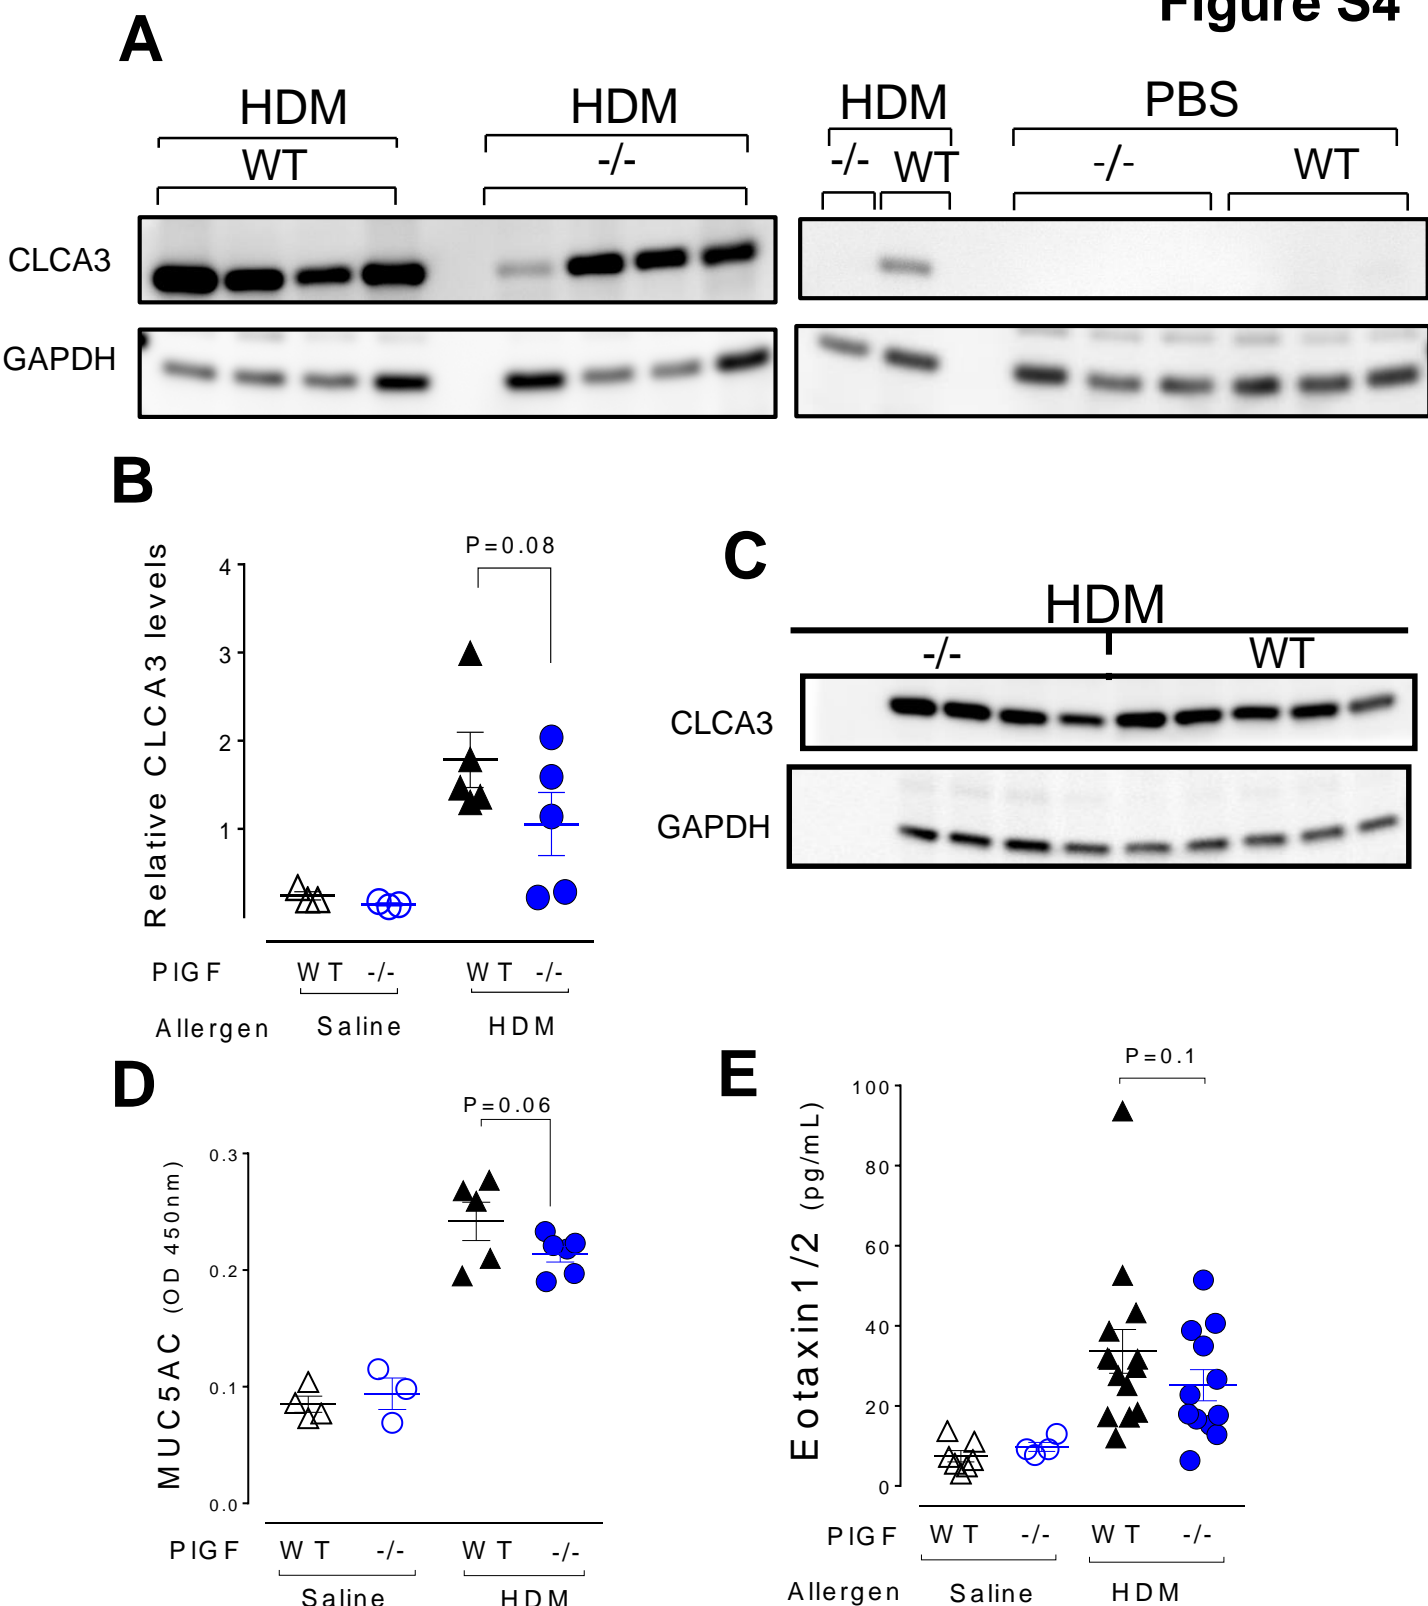 Figure S4
A
HDM HDM HDM PBS
WT -/- -/- WT -/- WT
CLCA3
GAPDH
B
Relative CLCA3 levels
4
3
2
1
P=0.08
PlGF WT -/- WT -/-
Allergen Saline HDM
C
HDM
-/- WT
CLCA3
GAPDH
D
MUC5AC (OD 450nm)
0.3
0.2
0.1
0.0
P=0.06
PlGF WT -/- WT -/-
Saline HDM
E
Eotaxin1/2 (pg/mL)
100
80
60
40
20
0
P=0.1
PlGF WT -/- WT -/-
Allergen Saline HDM